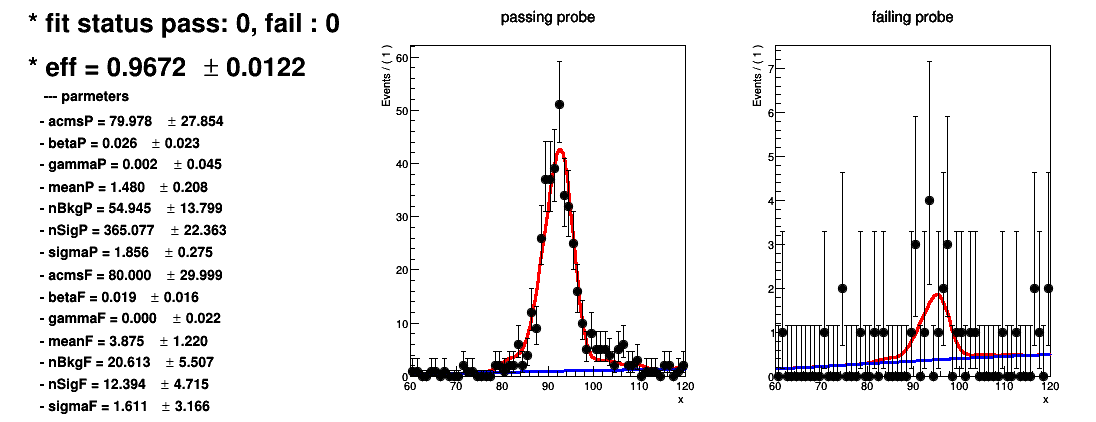 * fit status pass: 0, fail : 0
* eff = 0.9672 ± 0.0122
--- parmeters
- acmsP = 79.978 ± 27.854
- betaP = 0.026 ± 0.023
- gammaP = 0.002 ± 0.045
- meanP = 1.480 ± 0.208
- nBkgP = 54.945 ± 13.799
- nSigP = 365.077 ± 22.363
- sigmaP = 1.856 ± 0.275
- acmsF = 80.000 ± 29.999
- betaF = 0.019 ± 0.016
- gammaF = 0.000 ± 0.022
- meanF = 3.875 ± 1.220
- nBkgF = 20.613 ± 5.507
- nSigF = 12.394 ± 4.715
- sigmaF = 1.611 ± 3.166
passing probe
Events / ( 1 )
60
50
40
30
20
10
0
60 70 80 90 100 110 120
x
failing probe
Events / ( 1 )
7
6
5
4
3
2
1
0
60 70 80 90 100 110 120
x